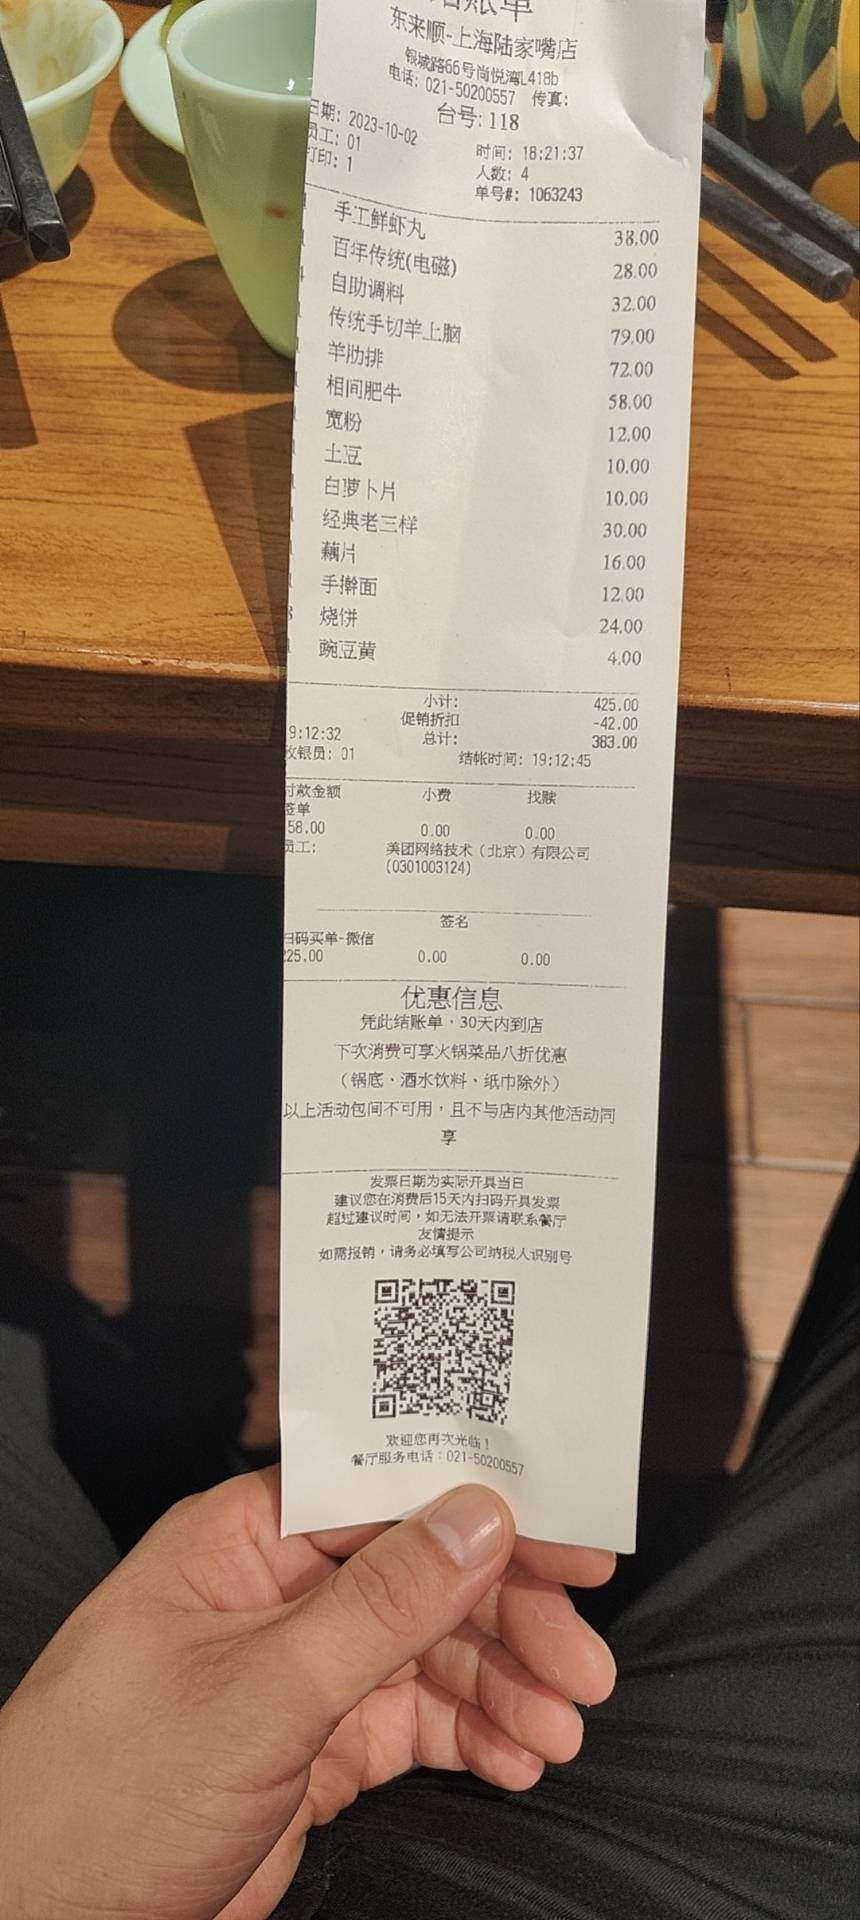 结账单
东来顺-上海陆家嘴店
银城路66号尚悦湾L418b
电话: 021-50200557 传真:
台号: 118
日期: 2023-10-02 时间: 18:21:37
员工: 01 人数: 4
打印: 1 单号#: 1063243
手工鲜虾丸 38.00
百年传统(电磁) 28.00
4 自助调料 32.00
传统手切羊上脑 79.00
羊肋排 72.00
相间肥牛 58.00
宽粉 12.00
土豆 10.00
白萝卜片 10.00
经典老三样 30.00
藕片 16.00
手擀面 12.00
8 烧饼 24.00
豌豆黄 4.00
小计: 425.00
促销折扣 -42.00
9:12:32 总计: 383.00
收银员: 01 结帐时间: 19:12:45
付款金额 小费 找赎
签单
58.00 0.00 0.00
员工: 美团网络技术（北京）有限公司
(0301003124)
签名
扫码买单-微信
225.00 0.00 0.00
优惠信息
凭此结账单，30天内到店
下次消费可享火锅菜品八折优惠
（锅底、酒水饮料、纸巾除外）
以上活动包间不可用，且不与店内其他活动同
享
发票日期为实际开具当日
建议您在消费后15天内扫码开具发票
超过建议时间，如无法开票请联系餐厅
友情提示
如需报销，请务必填写公司纳税人识别号
欢迎您再次光临！
餐厅服务电话：021-50200557